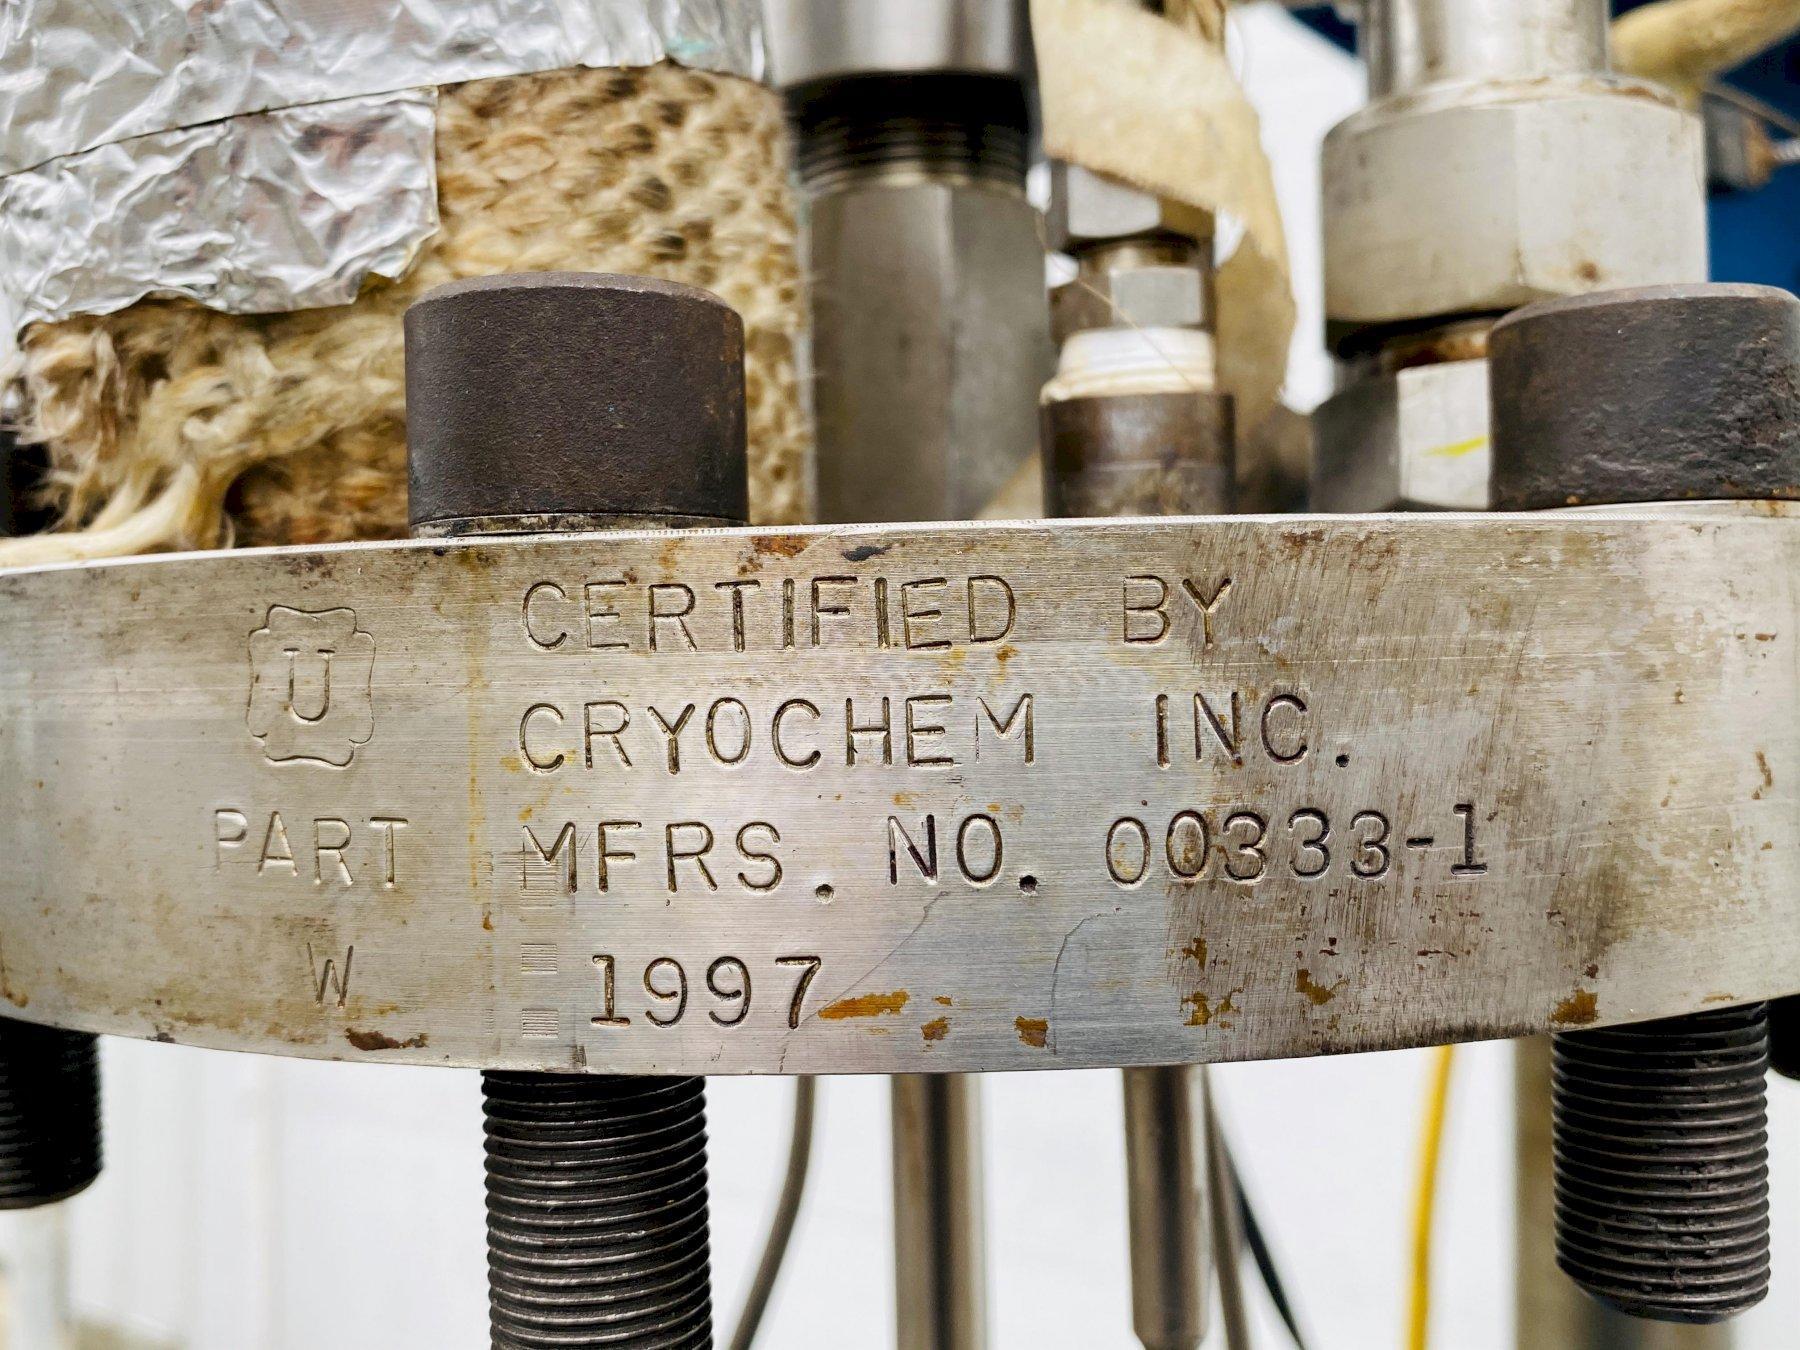 U
PART
W
CERTIFIED BY
CRYOCHEM INC.
MFRS. NO. 00333-1
1997